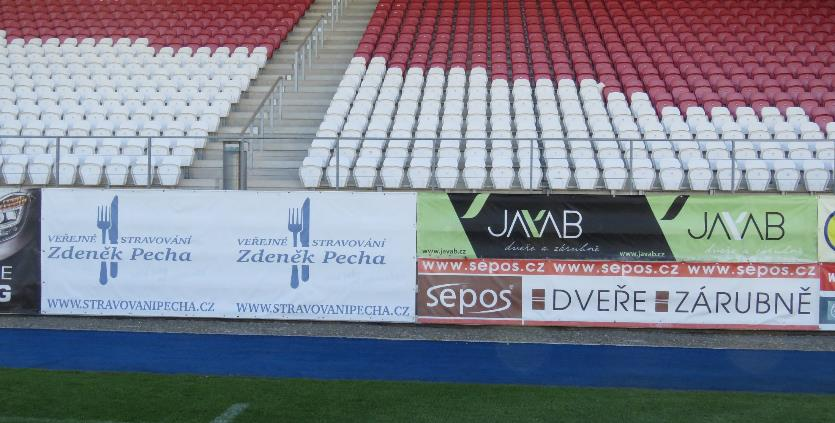 VEŘEJNÉ STRAVOVÁNÍ
Zdeněk Pecha
WWW.STRAVOVANIPECHA.CZ
VEŘEJNÉ STRAVOVÁNÍ
Zdeněk Pecha
WWW.STRAVOVANIPECHA.CZ
JAVAB
dveře a zárubně
www.javab.cz
JAVAB
dveře a zárubně
www.javab.cz
www.sepos.cz www.sepos.cz www.sepos.cz
sepos DVEŘE ZÁRUBNĚ